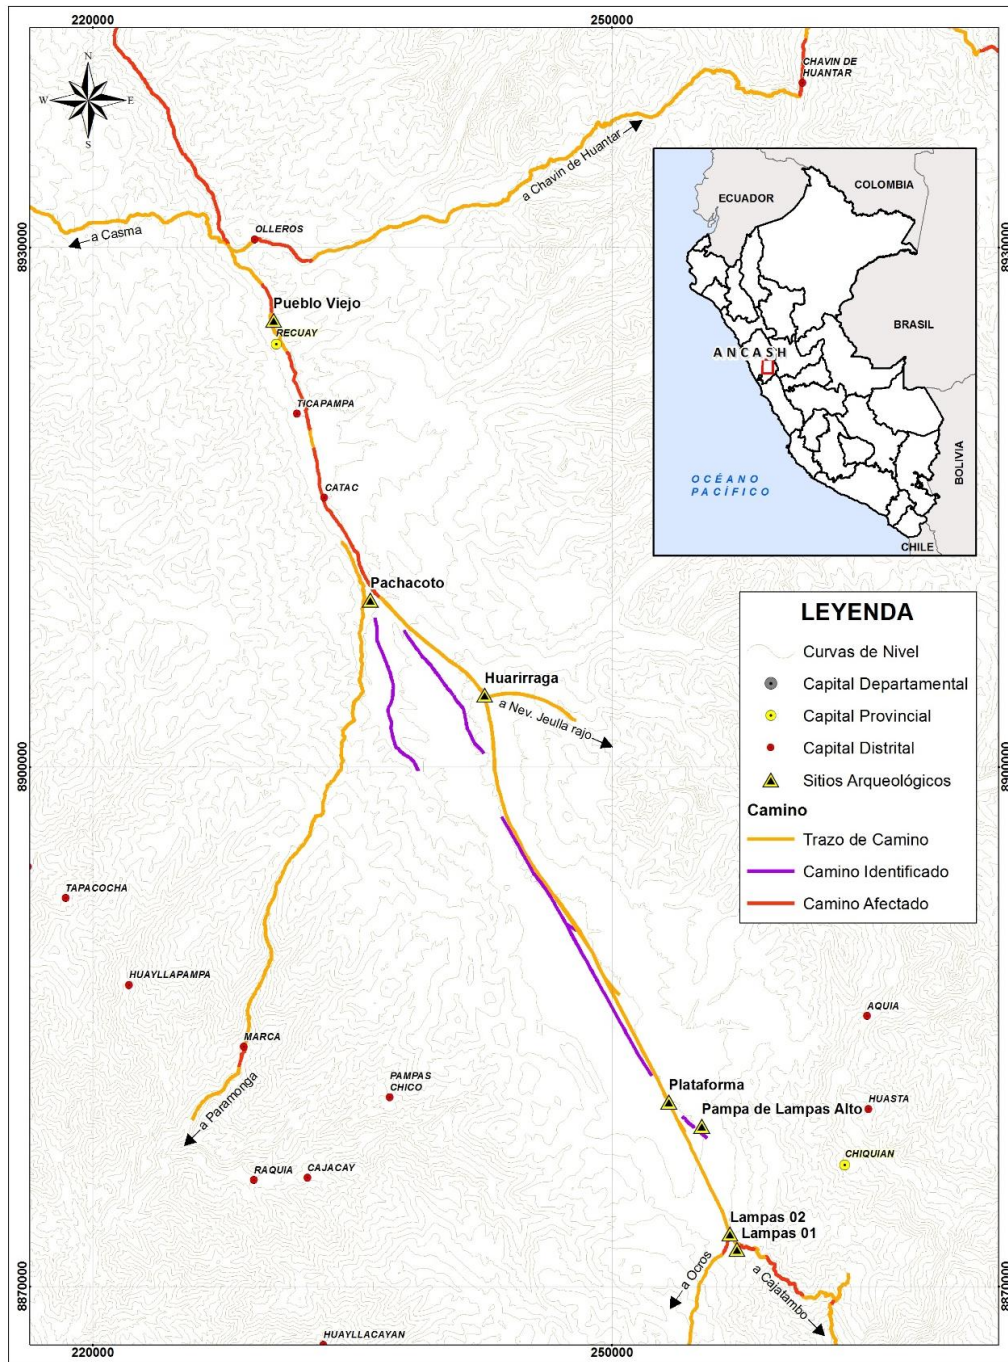 220000
250000
N
W
E
S
CHAVIN DE
HUANTAR
a Chavin de Huantar
OLLEROS
a Casma
8930000
8930000
Pueblo Viejo
RECUAY
TICAPAMPA
CATAC
Pachacoto
Huarirraga
a Nev. Jeulla rajo
8900000
8900000
ECUADOR
COLOMBIA
BRASIL
ANCASH
OCÉANO
PACÍFICO
BOLIVIA
CHILE
LEYENDA
Curvas de Nivel
Capital Departamental
Capital Provincial
Capital Distrital
Sitios Arqueológicos
Camino
Trazo de Camino
Camino Identificado
Camino Afectado
TAPACOCHA
HUAYLLAPAMPA
MARCA
a Paramonga
PAMPAS
CHICO
RAQUIA
CAJACAY
AQUIA
HUASTA
CHIQUIAN
Plataforma
Pampa de Lampas Alto
Lampas 02
Lampas 01
a Ocros
a Cajatambo
8870000
8870000
HUAYLLACAYAN
220000
250000